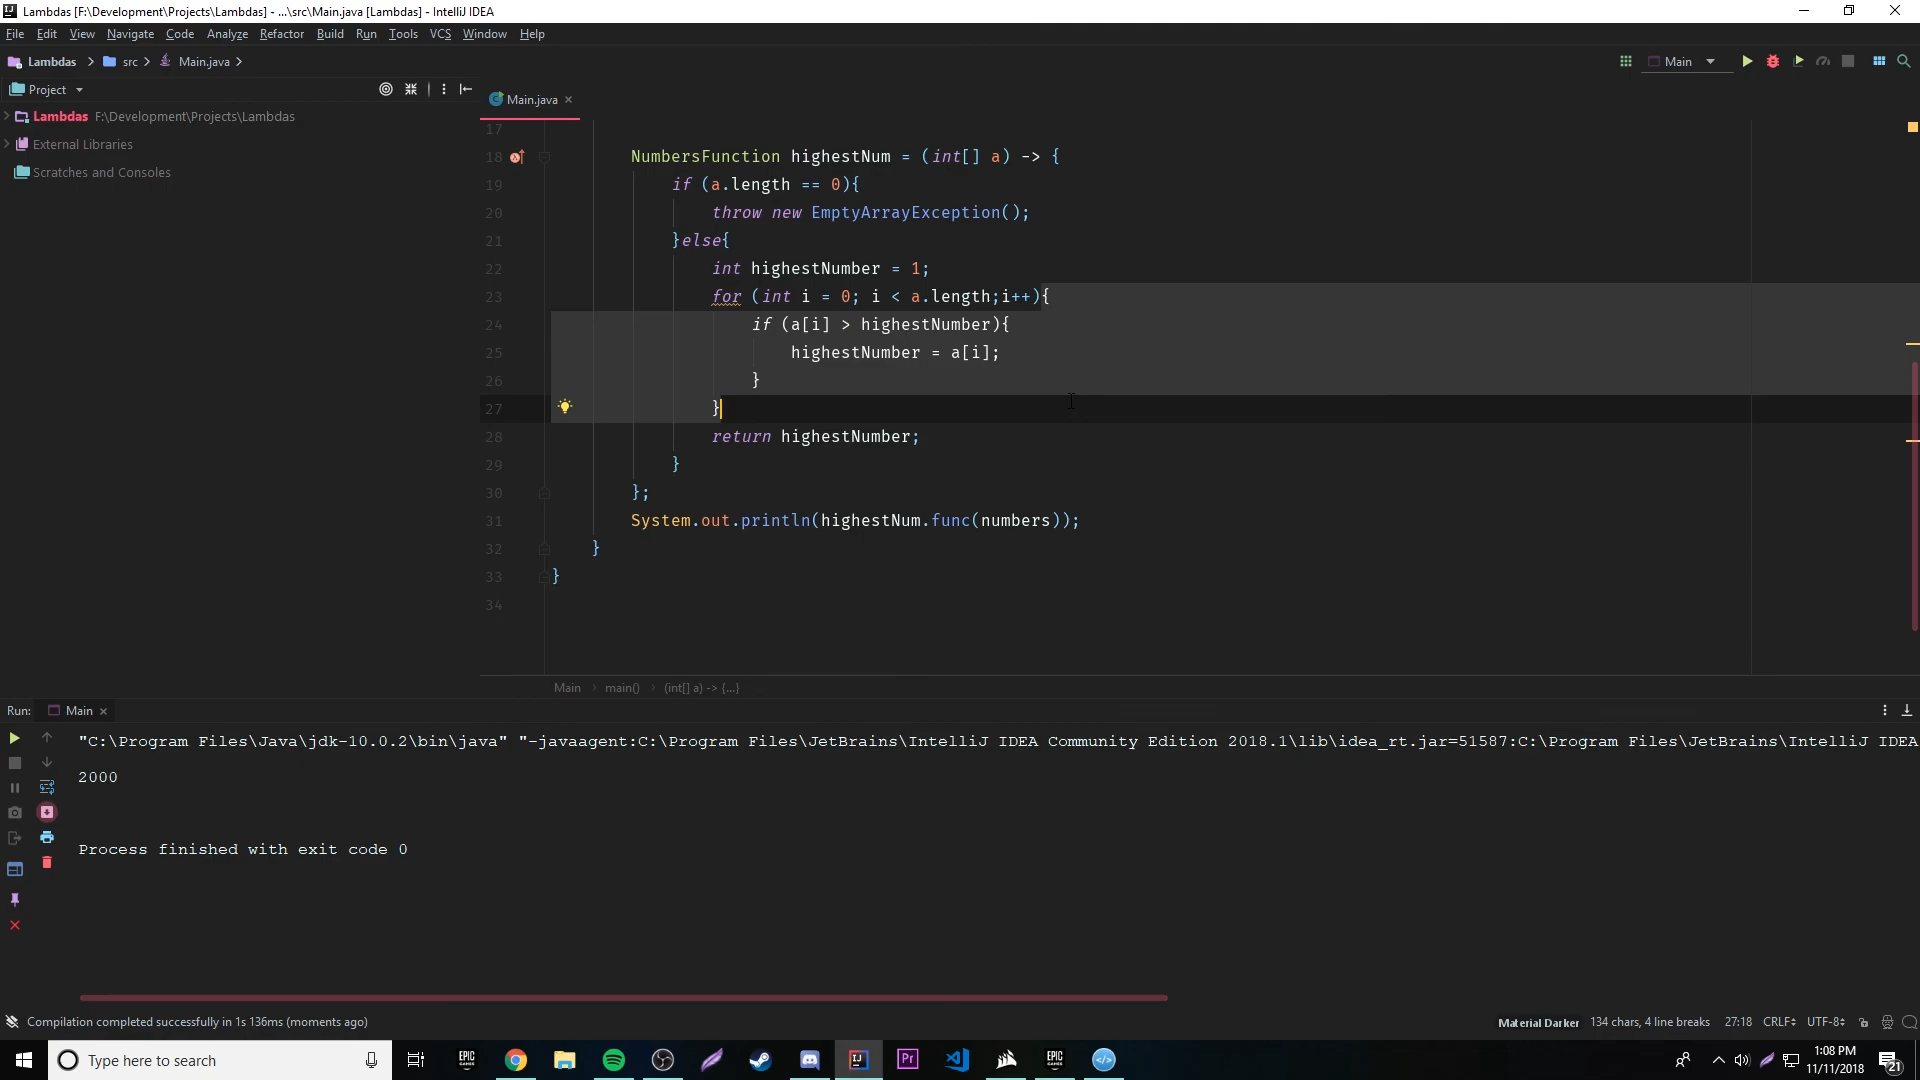 Lambdas [F:\Development\Projects\Lambdas] - ...\src\Main.java [Lambdas] - IntelliJ IDEA
File Edit View Navigate Code Analyze Refactor Build Run Tools VCS Window Help
Lambdas src Main.java Main
Project
Main.java
Lambdas F:\Development\Projects\Lambdas
External Libraries
Scratches and Consoles
17
18 NumbersFunction highestNum = (int[] a) -> {
19 if (a.length == 0){
20 throw new EmptyArrayException();
21 }else{
22 int highestNumber = 1;
23 for (int i = 0; i < a.length;i++){
24 if (a[i] > highestNumber){
25 highestNumber = a[i];
26 }
27 }
28 return highestNumber;
29 }
30 };
31 System.out.println(highestNum.func(numbers));
32 }
33 }
34
Main main() (int[] a) -> {...}
Run: Main
"C:\Program Files\Java\jdk-10.0.2\bin\java" "-javaagent:C:\Program Files\JetBrains\IntelliJ IDEA Community Edition 2018.1\lib\idea_rt.jar=51587:C:\Program Files\JetBrains\IntelliJ IDEA
2000
Process finished with exit code 0
Compilation completed successfully in 1s 136ms (moments ago) Material Darker 134 chars, 4 line breaks 27:18 CRLF UTF-8
Type here to search
EPIC GAMES
IJ
Pr
EPIC GAMES
1:08 PM
11/11/2018
21